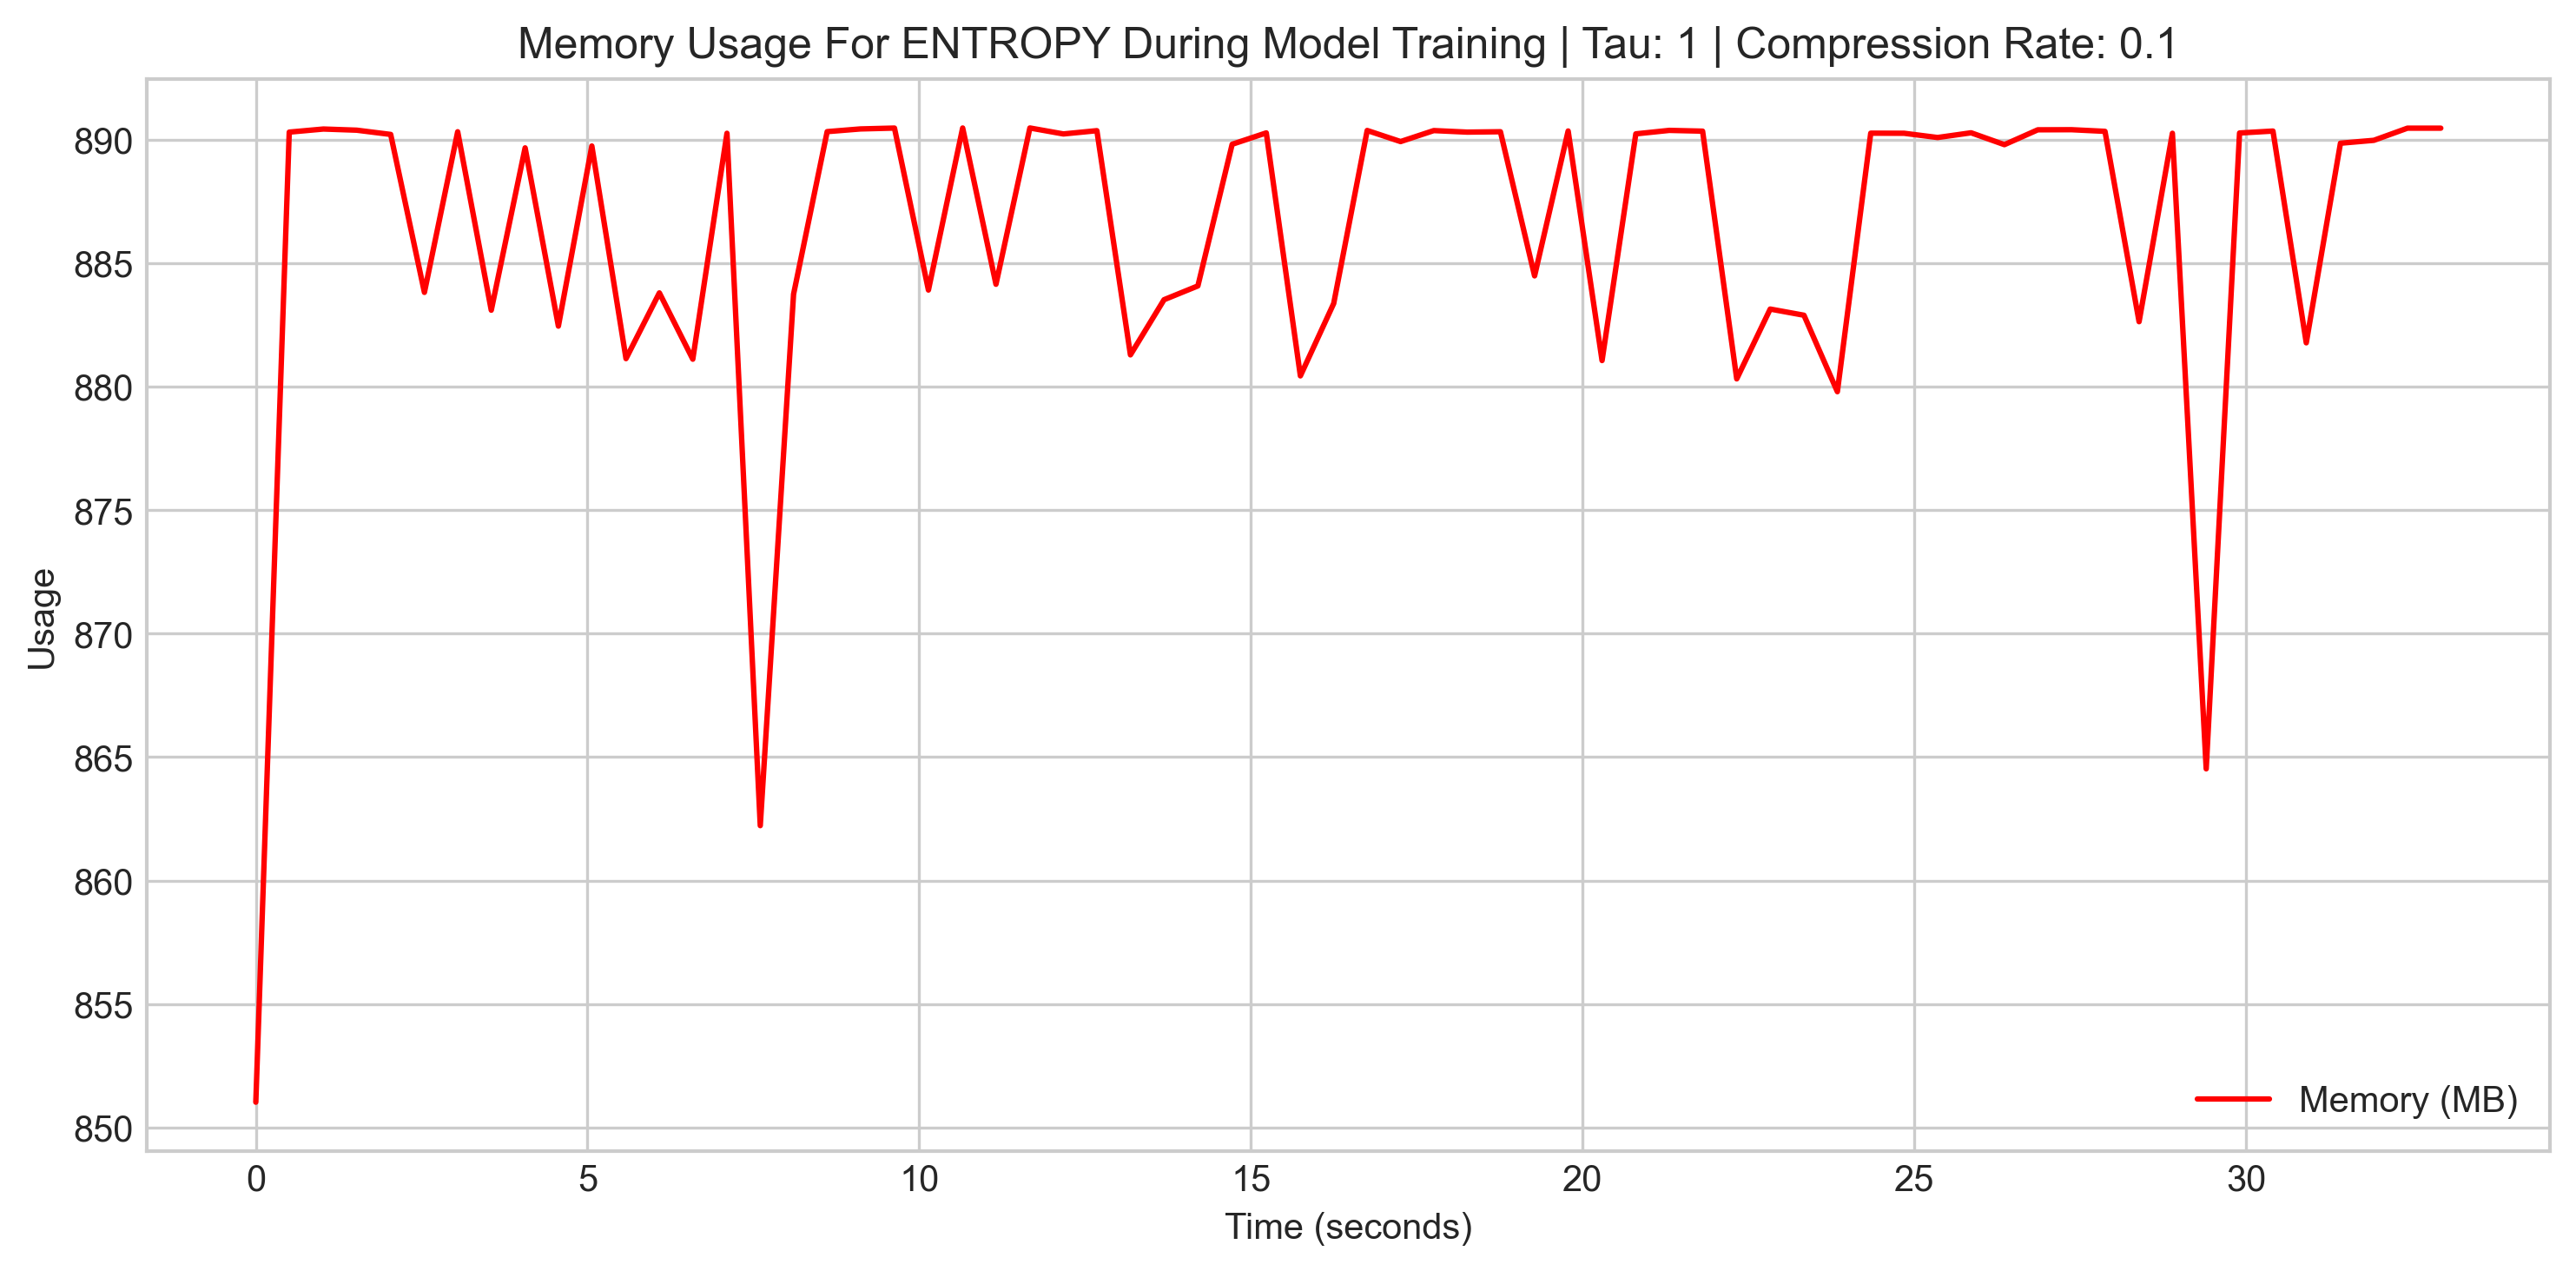 Memory Usage For ENTROPY During Model Training | Tau: 1 | Compression Rate: 0.1
890
885
880
875
870
865
860
855
850
Usage
Memory (MB)
0 5 10 15 20 25 30
Time (seconds)